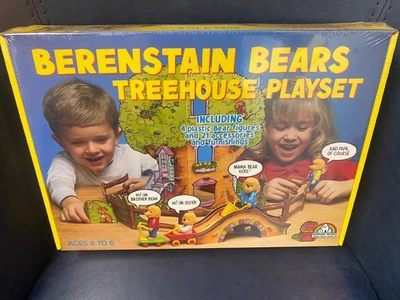 BERENSTAIN BEARS
TREEHOUSE PLAYSET
INCLUDING
4 plastic Bear figures
and 21 accessories
and furnishings
AND PAPA,
OF COURSE.
MAMA BEAR
HERE!
HI! I'M
BROTHER BEAR
HI! I'M SISTER.
AGES 4 TO 8